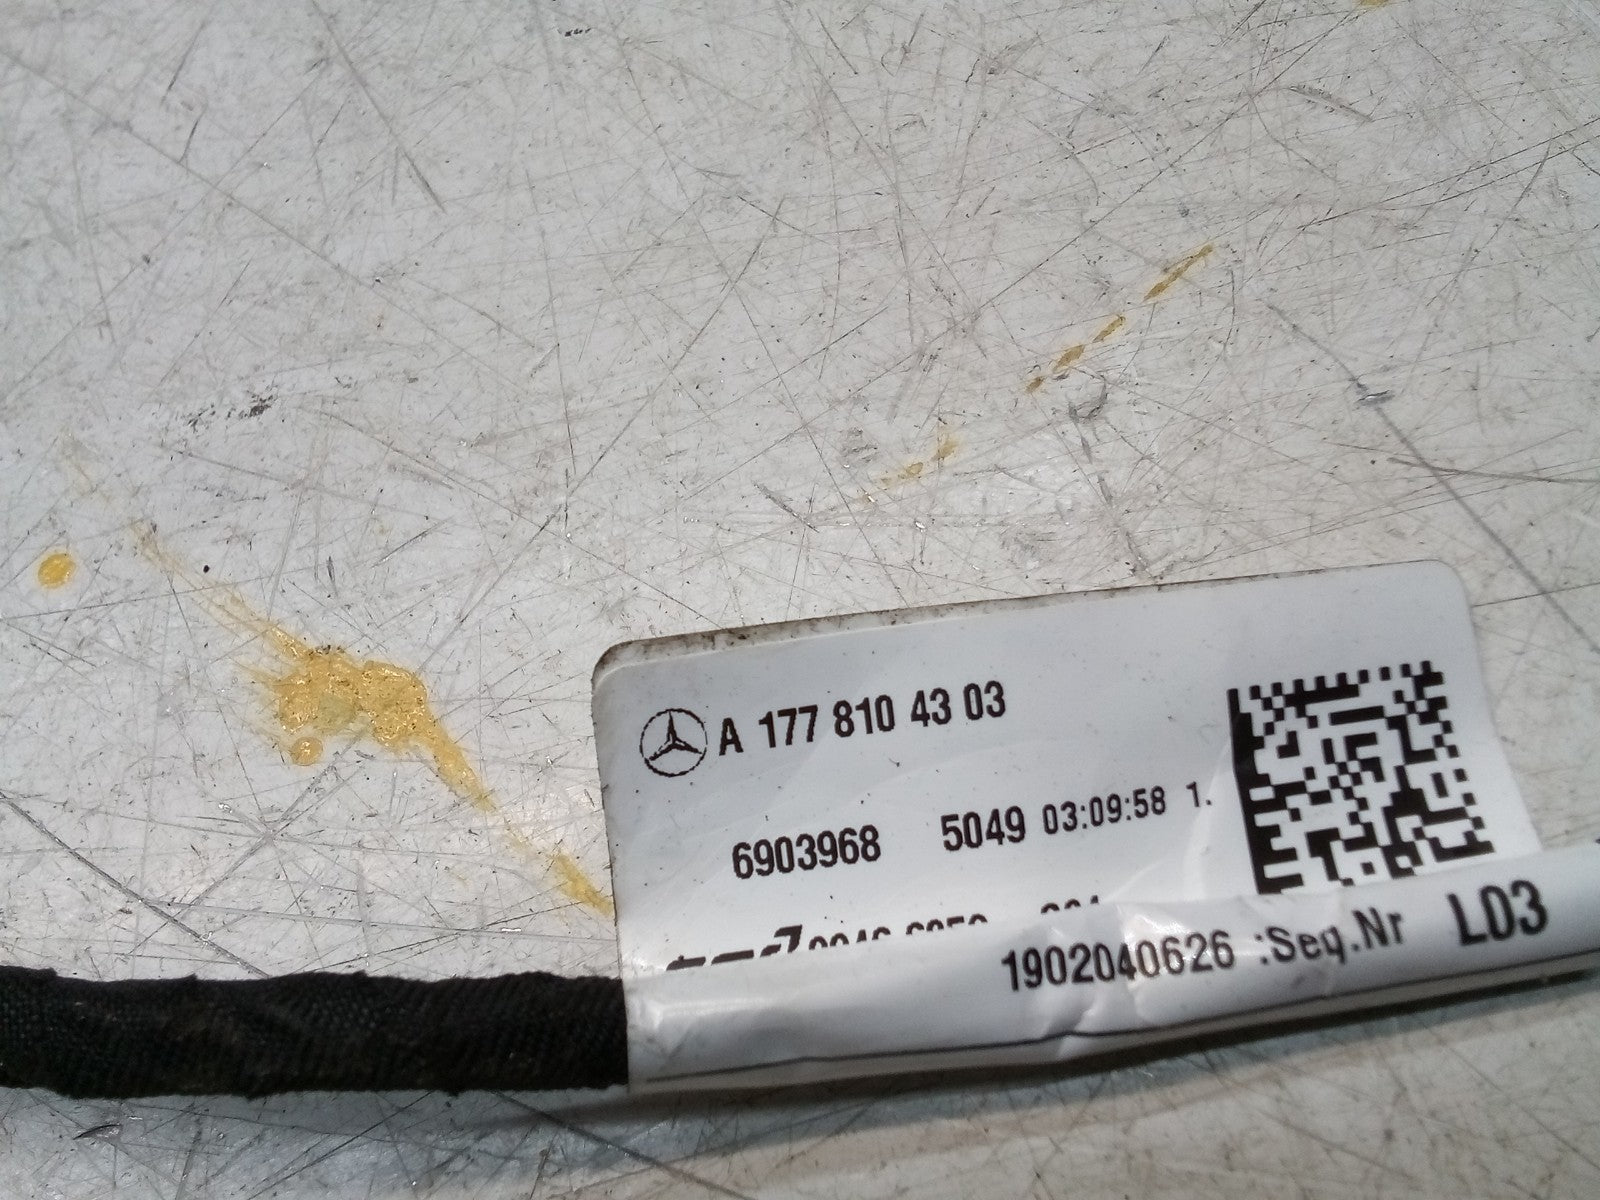 A 177 810 43 03
6903968 5049 03:09:58 1.
1902040626 :Seq.Nr L03